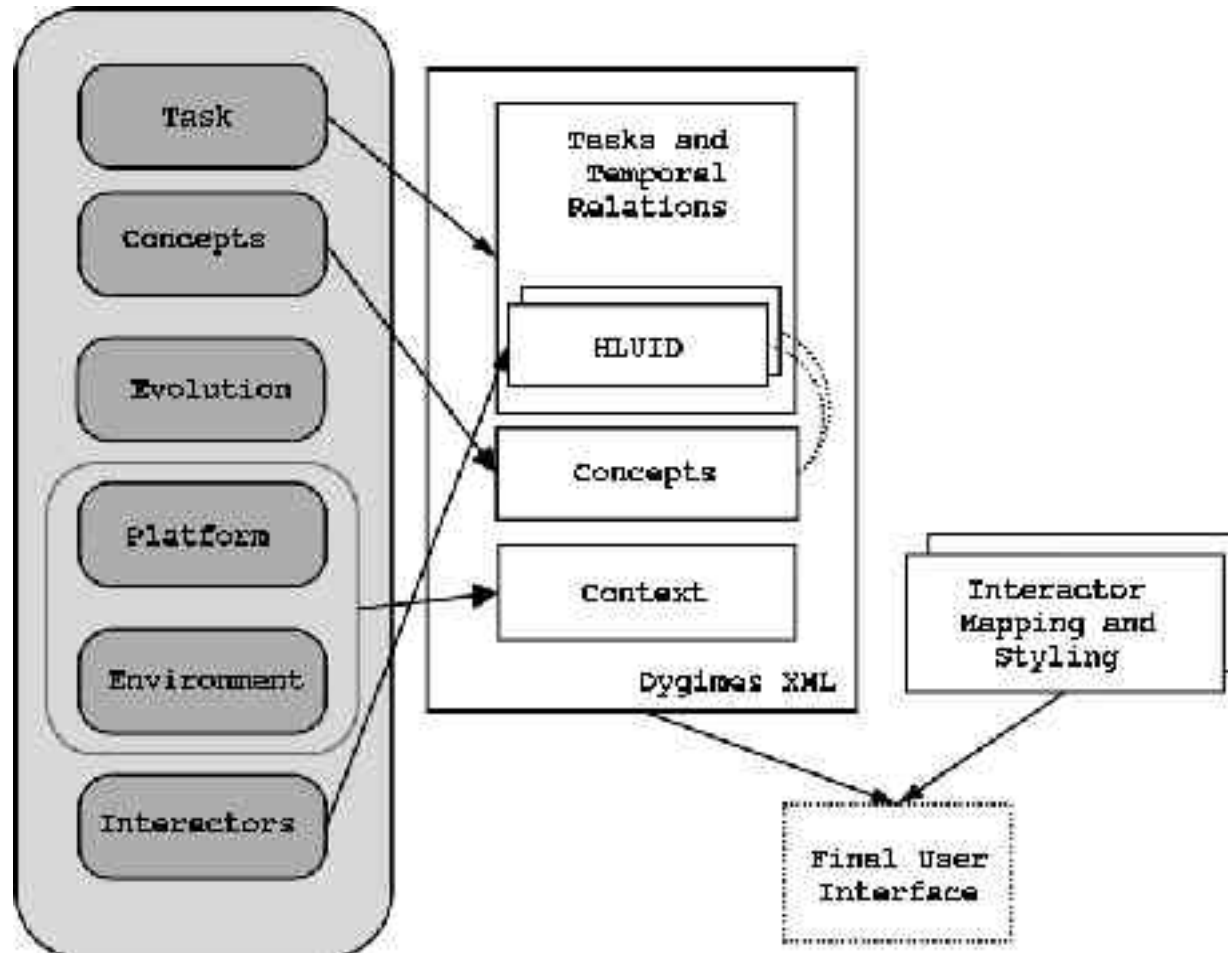 Task
Concepts
Evolution
Platform
Environment
Interactors
Tasks and
Temporal
Relations
HLUID
Concepts
Context
Dygimes XML
Interactor
Mapping and
Styling
Final User
Interface